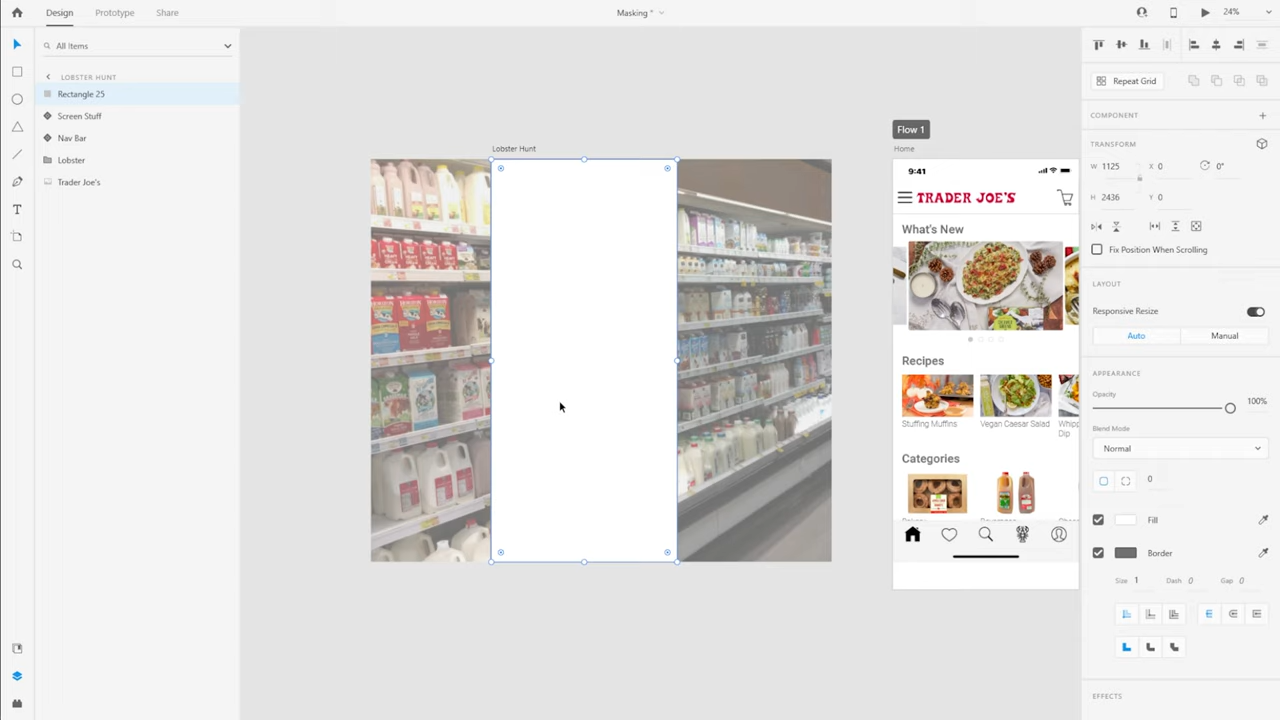 Design Prototype Share
Masking *
24%
All Items
LOBSTER HUNT
Rectangle 25
Screen Stuff
Nav Bar
Lobster
Trader Joe's
Lobster Hunt
Flow 1
Home
9:41
TRADER JOE'S
What's New
Recipes
Stuffing Muffins
Vegan Caesar Salad
Whipp
Dip
Categories
Repeat Grid
COMPONENT
TRANSFORM
W 1125 X 0 0°
H 2436 Y 0
Fix Position When Scrolling
LAYOUT
Responsive Resize
Auto Manual
APPEARANCE
Opacity
100%
Blend Mode
Normal
0
Fill
Border
Size 1 Dash 0 Gap 0
EFFECTS